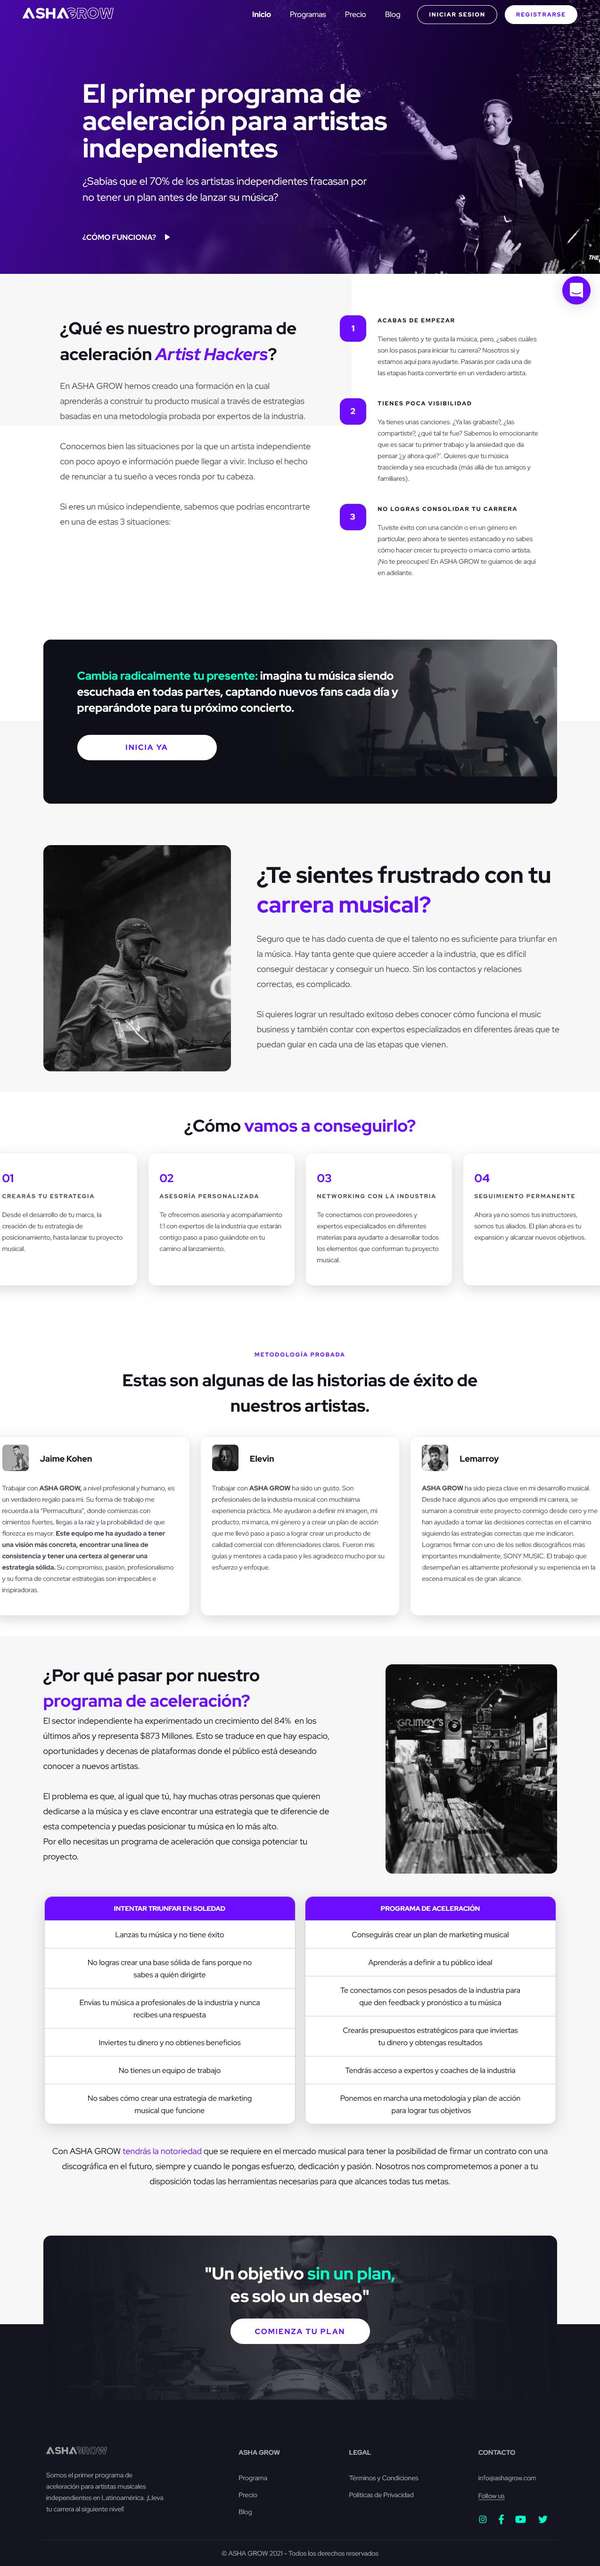 ASHAGROW
Inicio
Programas
Precio
Blog
INICIAR SESION
REGISTRARSE
El primer programa de
aceleración para artistas
independientes
¿Sabías que el 70% de los artistas independientes fracasan por
no tener un plan antes de lanzar su música?
¿CÓMO FUNCIONA?
THE
¿Qué es nuestro programa de
aceleración Artist Hackers?
En ASHA GROW hemos creado una formación en la cual
aprenderás a construir tu producto musical a través de estrategias
basadas en una metodología probada por expertos de la industria.
Conocemos bien las situaciones por la que un artista independiente
con poco apoyo e información puede llegar a vivir. Incluso el hecho
de renunciar a tu sueño a veces ronda por tu cabeza.
Si eres un músico independiente, sabemos que podrías encontrarte
en una de estas 3 situaciones:
1
ACABAS DE EMPEZAR
Tienes talento y te gusta la música, pero, ¿sabes cuáles
son los pasos para iniciar tu carrera? Nosotros sí y
estamos aquí para ayudarte. Pasarás por cada una de
las etapas hasta convertirte en un verdadero artista.
2
TIENES POCA VISIBILIDAD
Ya tienes unas canciones. ¿Ya las grabaste?, ¿las
compartiste?, ¿qué tal te fue? Sabemos lo emocionante
que es sacar tu primer trabajo y la ansiedad que da
pensar '¿y ahora qué?'. Quieres que tu música
trascienda y sea escuchada (más allá de tus amigos y
familiares).
3
NO LOGRAS CONSOLIDAR TU CARRERA
Tuviste éxito con una canción o en un género en
particular, pero ahora te sientes estancado y no sabes
cómo hacer crecer tu proyecto o marca como artista.
¡No te preocupes! En ASHA GROW te guiamos de aquí
en adelante.
Cambia radicalmente tu presente: imagina tu música siendo
escuchada en todas partes, captando nuevos fans cada día y
preparándote para tu próximo concierto.
INICIA YA
¿Te sientes frustrado con tu
carrera musical?
Seguro que te has dado cuenta de que el talento no es suficiente para triunfar en
la música. Hay tanta gente que quiere acceder a la industria, que es difícil
conseguir destacar y conseguir un hueco. Sin los contactos y relaciones
correctas, es complicado.
Si quieres lograr un resultado exitoso debes conocer cómo funciona el music
business y también contar con expertos especializados en diferentes áreas que te
puedan guiar en cada una de las etapas que vienen.
¿Cómo vamos a conseguirlo?
01
CREARÁS TU ESTRATEGIA
Desde el desarrollo de tu marca, la
creación de tu estrategia de
posicionamiento, hasta lanzar tu proyecto
musical.
02
ASESORÍA PERSONALIZADA
Te ofrecemos asesoría y acompañamiento
1:1 con expertos de la industria que estarán
contigo paso a paso guiándote en tu
camino al lanzamiento.
03
NETWORKING CON LA INDUSTRIA
Te conectamos con proveedores y
expertos especializados en diferentes
materias para ayudarte a desarrollar todos
los elementos que conforman tu proyecto
musical.
04
SEGUIMIENTO PERMANENTE
Ahora ya no somos tus instructores,
somos tus aliados. El plan ahora es tu
expansión y alcanzar nuevos objetivos.
METODOLOGÍA PROBADA
Estas son algunas de las historias de éxito de
nuestros artistas.
Jaime Kohen
Trabajar con ASHA GROW, a nivel profesional y humano, es
un verdadero regalo para mi. Su forma de trabajo me
recuerda a la "Permacultura", donde comienzas con
cimientos fuertes, llegas a la raíz y la probabilidad de que
florezca es mayor. Este equipo me ha ayudado a tener
una visión más concreta, encontrar una línea de
consistencia y tener una certeza al generar una
estrategia sólida. Su compromiso, pasión, profesionalismo
y su forma de concretar estrategias son impecables e
inspiradoras.
Elevin
Trabajar con ASHA GROW ha sido un gusto. Son
profesionales de la industria musical con muchísima
experiencia práctica. Me ayudaron a definir mi imagen, mi
producto, mi marca, mi género y a crear un plan de acción
que me llevó paso a paso a lograr crear un producto de
calidad comercial con diferenciadores claros. Fueron mis
guías y mentores a cada paso y les agradezco mucho por su
esfuerzo y enfoque.
Lemarroy
ASHA GROW ha sido pieza clave en mi desarrollo musical.
Desde hace algunos años que emprendí mi carrera, se
sumaron a construir este proyecto conmigo desde cero y me
han ayudado a tomar las decisiones correctas en el camino
siguiendo las estrategias correctas que me indicaron.
Logramos firmar con uno de los sellos discográficos más
importantes mundialmente, SONY MUSIC. El trabajo que
desempeñan es altamente profesional y su experiencia en la
escena musical es de gran alcance.
¿Por qué pasar por nuestro
programa de aceleración?
El sector independiente ha experimentado un crecimiento del 84% en los
últimos años y representa $873 Millones. Esto se traduce en que hay espacio,
oportunidades y decenas de plataformas donde el público está deseando
conocer a nuevos artistas.
El problema es que, al igual que tú, hay muchas otras personas que quieren
dedicarse a la música y es clave encontrar una estrategia que te diferencie de
esta competencia y puedas posicionar tu música en lo más alto.
Por ello necesitas un programa de aceleración que consiga potenciar tu
proyecto.
GRIMEY'S
INTENTAR TRIUNFAR EN SOLEDAD
Lanzas tu música y no tiene éxito
No logras crear una base sólida de fans porque no
sabes a quién dirigirte
Envías tu música a profesionales de la industria y nunca
recibes una respuesta
Inviertes tu dinero y no obtienes beneficios
No tienes un equipo de trabajo
No sabes cómo crear una estrategia de marketing
musical que funcione
PROGRAMA DE ACELERACIÓN
Conseguirás crear un plan de marketing musical
Aprenderás a definir a tu público ideal
Te conectamos con pesos pesados de la industria para
que den feedback y pronóstico a tu música
Crearás presupuestos estratégicos para que inviertas
tu dinero y obtengas resultados
Tendrás acceso a expertos y coaches de la industria
Ponemos en marcha una metodología y plan de acción
para lograr tus objetivos
Con ASHA GROW tendrás la notoriedad que se requiere en el mercado musical para tener la posibilidad de firmar un contrato con una
discográfica en el futuro, siempre y cuando le pongas esfuerzo, dedicación y pasión. Nosotros nos comprometemos a poner a tu
disposición todas las herramientas necesarias para que alcances todas tus metas.
"Un objetivo sin un plan,
es solo un deseo"
COMIENZA TU PLAN
ASHAGROW
Somos el primer programa de
aceleración para artistas musicales
independientes en Latinoamérica. ¡Lleva
tu carrera al siguiente nivel!
ASHA GROW
Programa
Precio
Blog
LEGAL
Términos y Condiciones
Políticas de Privacidad
CONTACTO
info@ashagrow.com
Follow us
© ASHA GROW 2021 - Todos los derechos reservados